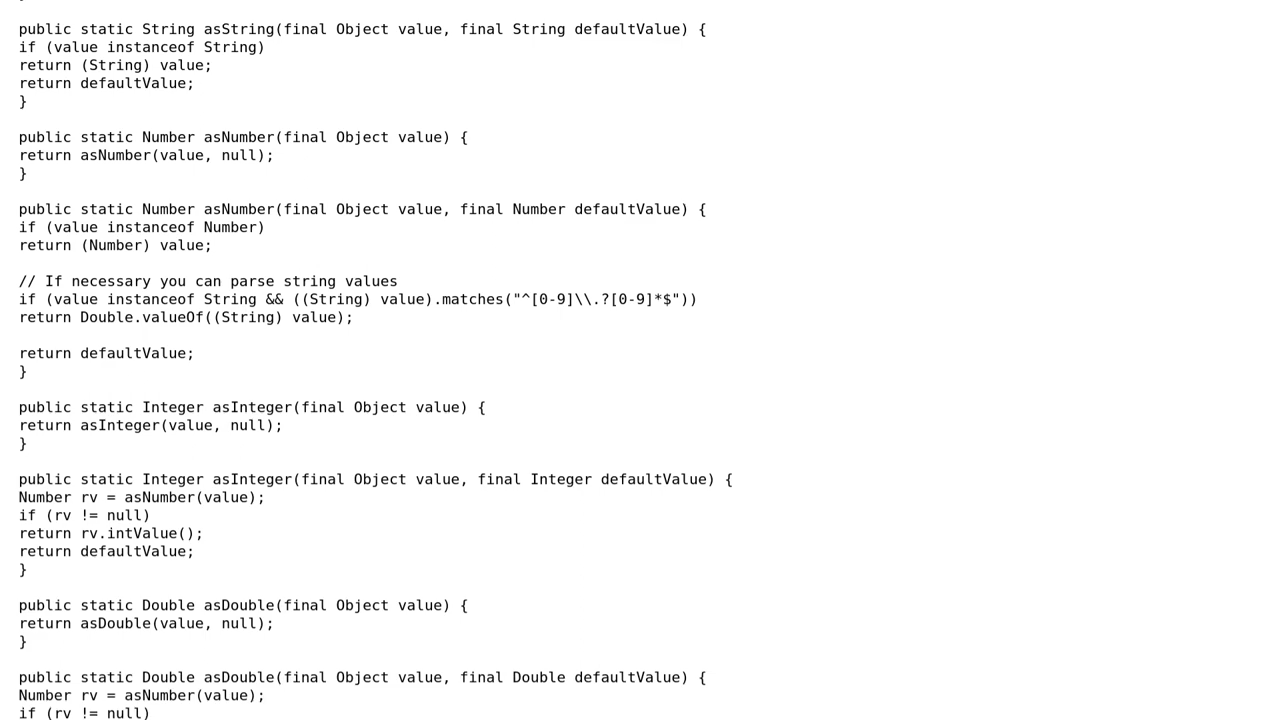 public static String asString(final Object value, final String defaultValue) {
if (value instanceof String)
return (String) value;
return defaultValue;
}
public static Number asNumber(final Object value) {
return asNumber(value, null);
}
public static Number asNumber(final Object value, final Number defaultValue) {
if (value instanceof Number)
return (Number) value;
// If necessary you can parse string values
if (value instanceof String && ((String) value).matches("^[0-9]\\.?[0-9]*$"))
return Double.valueOf((String) value);
return defaultValue;
}
public static Integer asInteger(final Object value) {
return asInteger(value, null);
}
public static Integer asInteger(final Object value, final Integer defaultValue) {
Number rv = asNumber(value);
if (rv != null)
return rv.intValue();
return defaultValue;
}
public static Double asDouble(final Object value) {
return asDouble(value, null);
}
public static Double asDouble(final Object value, final Double defaultValue) {
Number rv = asNumber(value);
if (rv != null)